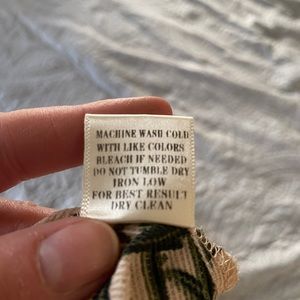 MACHINE WASH COLD
WITH LIKE COLORS
BLEACH IF NEEDED
DO NOT TUMBLE DRY
IRON LOW
FOR BEST RESULT
DRY CLEAN